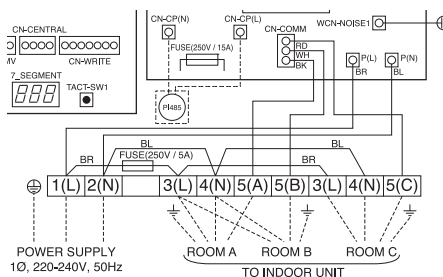 CN-CENTRAL
MV
CN-WRITE
7_SEGMENT
TACT-SW1
CN-CP(N)
CN-CP(L)
CN-COMM
WCN-NOISE1
FUSE(250V / 15A)
RD
WH
BK
P(L)
P(N)
BR
BL
PI485
BL
BL
BR
FUSE(250V / 5A)
BR
1(L) 2(N) 3(L) 4(N) 5(A) 5(B) 3(L) 4(N) 5(C)
POWER SUPPLY
1Ø, 220-240V, 50Hz
ROOM A
ROOM B
ROOM C
TO INDOOR UNIT